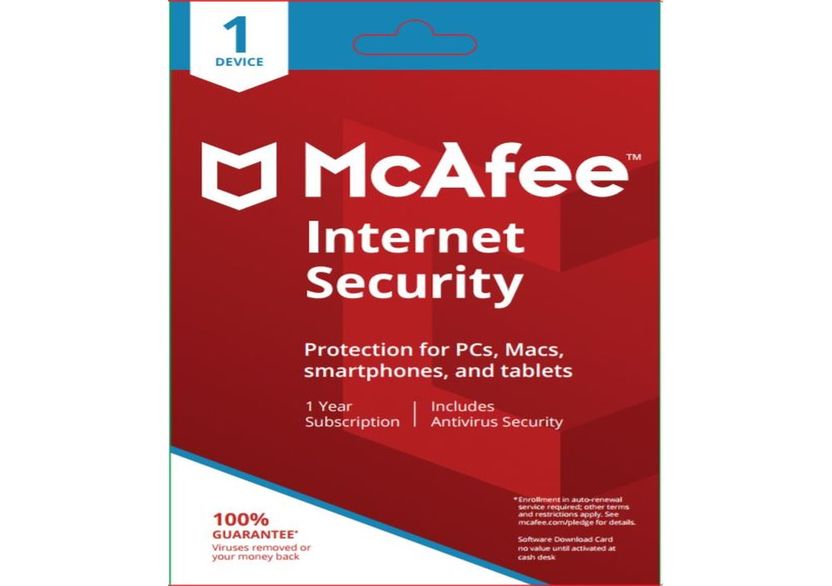 1
DEVICE
McAfee™
Internet
Security
Protection for PCs, Macs,
smartphones, and tablets
1 Year
Subscription
Includes
Antivirus Security
100%
GUARANTEE*
Viruses removed or
your money back
*Enrollment in auto-renewal
service required; other terms
and restrictions apply. See
mcafee.com/pledge for details.
Software Download Card
no value until activated at
cash desk